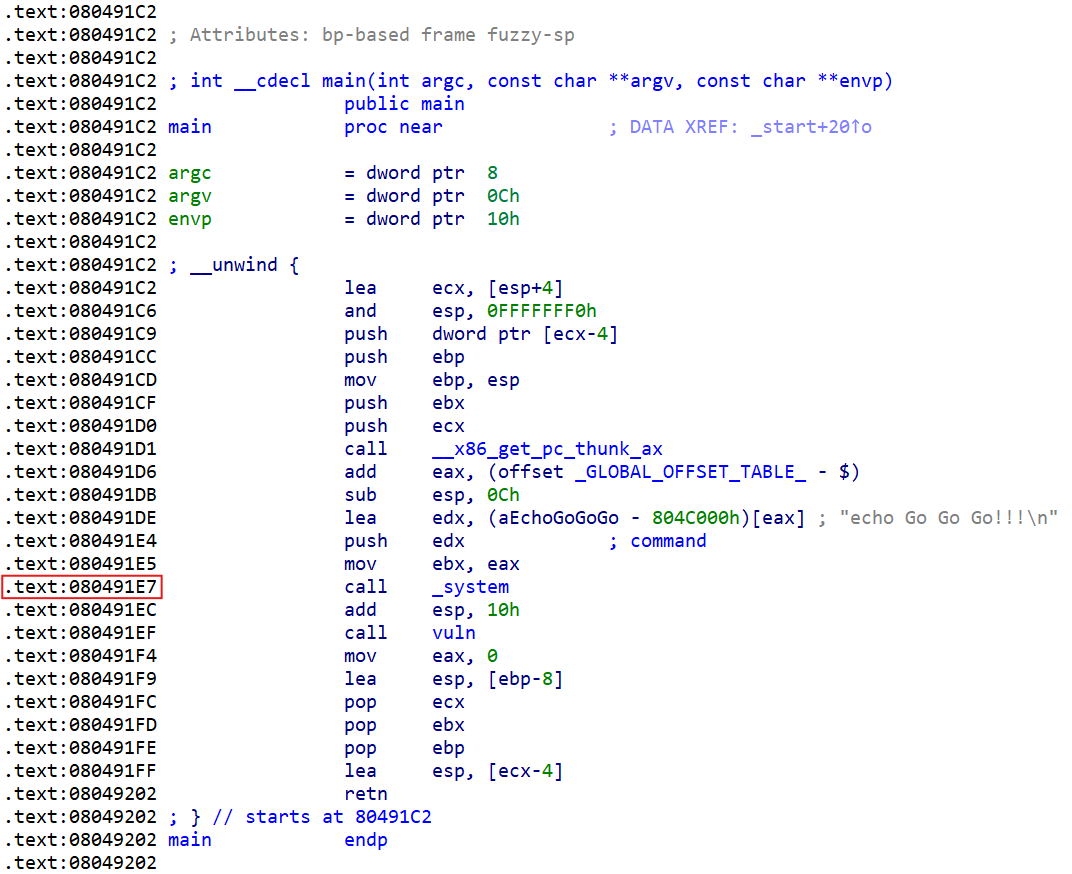 .text:080491C2
.text:080491C2 ; Attributes: bp-based frame fuzzy-sp
.text:080491C2
.text:080491C2 ; int __cdecl main(int argc, const char **argv, const char **envp)
.text:080491C2                 public main
.text:080491C2 main            proc near               ; DATA XREF: _start+20↑o
.text:080491C2
.text:080491C2 argc            = dword ptr  8
.text:080491C2 argv            = dword ptr  0Ch
.text:080491C2 envp            = dword ptr  10h
.text:080491C2
.text:080491C2 ; __unwind {
.text:080491C2                 lea     ecx, [esp+4]
.text:080491C6                 and     esp, 0FFFFFFF0h
.text:080491C9                 push    dword ptr [ecx-4]
.text:080491CC                 push    ebp
.text:080491CD                 mov     ebp, esp
.text:080491CF                 push    ebx
.text:080491D0                 push    ecx
.text:080491D1                 call    __x86_get_pc_thunk_ax
.text:080491D6                 add     eax, (offset _GLOBAL_OFFSET_TABLE_ - $)
.text:080491DB                 sub     esp, 0Ch
.text:080491DE                 lea     edx, (aEchoGoGoGo - 804C000h)[eax] ; "echo Go Go Go!!!\n"
.text:080491E4                 push    edx             ; command
.text:080491E5                 mov     ebx, eax
.text:080491E7                 call    _system
.text:080491EC                 add     esp, 10h
.text:080491EF                 call    vuln
.text:080491F4                 mov     eax, 0
.text:080491F9                 lea     esp, [ebp-8]
.text:080491FC                 pop     ecx
.text:080491FD                 pop     ebx
.text:080491FE                 pop     ebp
.text:080491FF                 lea     esp, [ecx-4]
.text:08049202                 retn
.text:08049202 ; } // starts at 80491C2
.text:08049202 main            endp
.text:08049202